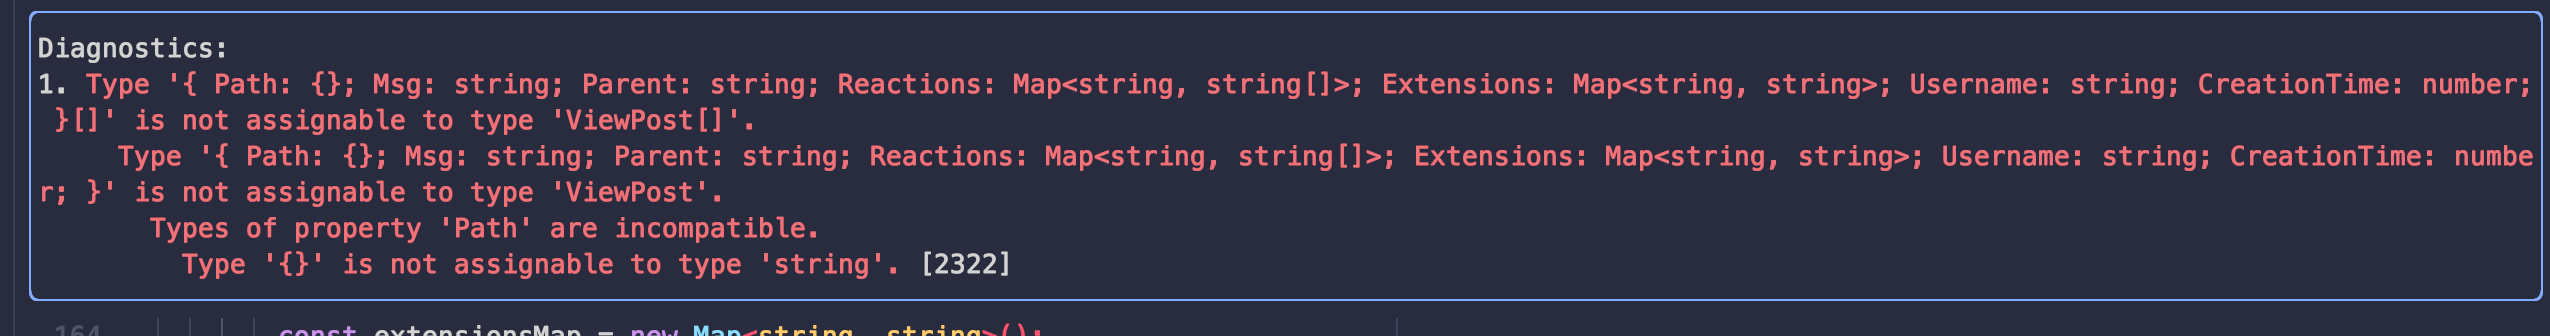 Diagnostics:
1. Type '{ Path: {}; Msg: string; Parent: string; Reactions: Map<string, string[]>; Extensions: Map<string, string>; Username: string; CreationTime: number;
}[]' is not assignable to type 'ViewPost[]'.
Type '{ Path: {}; Msg: string; Parent: string; Reactions: Map<string, string[]>; Extensions: Map<string, string>; Username: string; CreationTime: numbe
r; }' is not assignable to type 'ViewPost'.
Types of property 'Path' are incompatible.
Type '{}' is not assignable to type 'string'. [2322]
164 const extensionsMap = new Map<string, string>();